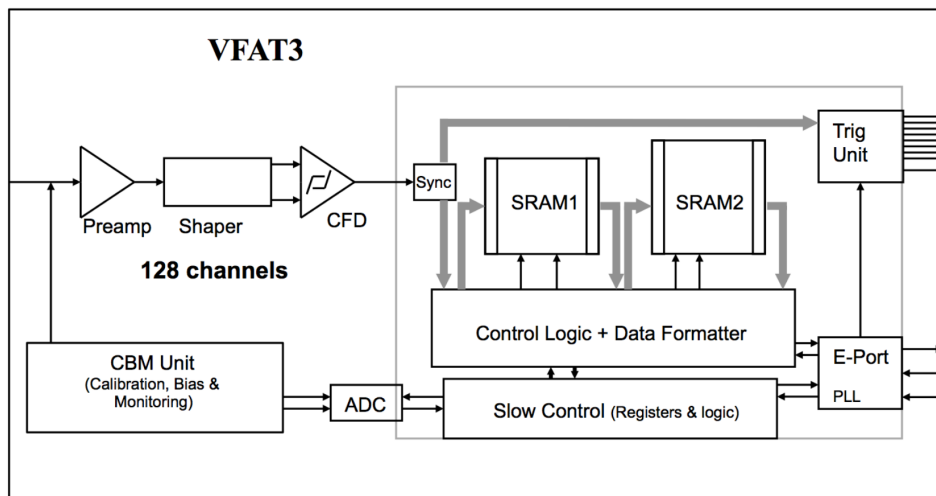 VFAT3
Trig
Unit
Sync
SRAM1
SRAM2
Preamp
Shaper
CFD
128 channels
Control Logic + Data Formatter
CBM Unit
(Calibration, Bias &
Monitoring)
ADC
Slow Control (Registers & logic)
E-Port
PLL